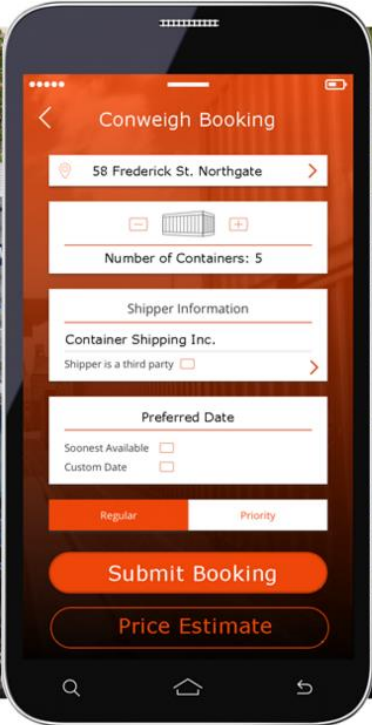 Conweigh Booking
58 Frederick St. Northgate
Number of Containers: 5
Shipper Information
Container Shipping Inc.
Shipper is a third party
Preferred Date
Soonest Available
Custom Date
Regular Priority
Submit Booking
Price Estimate